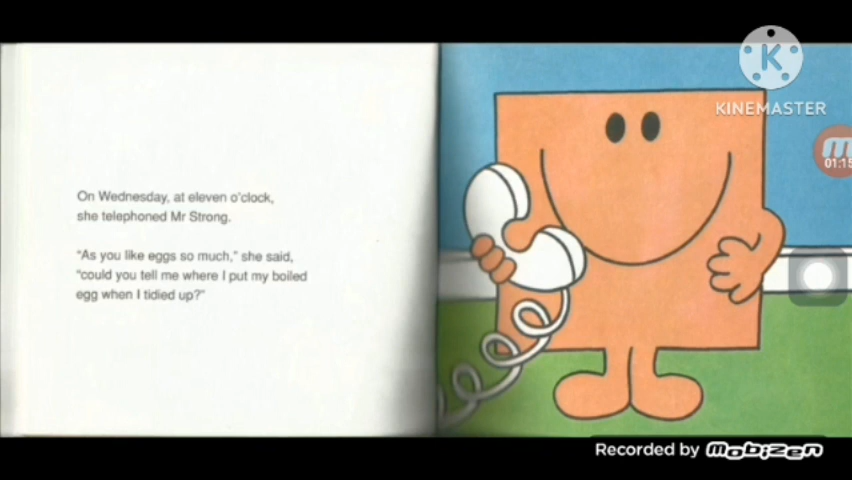 On Wednesday, at eleven o'clock,
she telephoned Mr Strong.
"As you like eggs so much," she said,
"could you tell me where I put my boiled
egg when I tidied up?"
K
KINEMASTER
01:15
Recorded by Mobizen